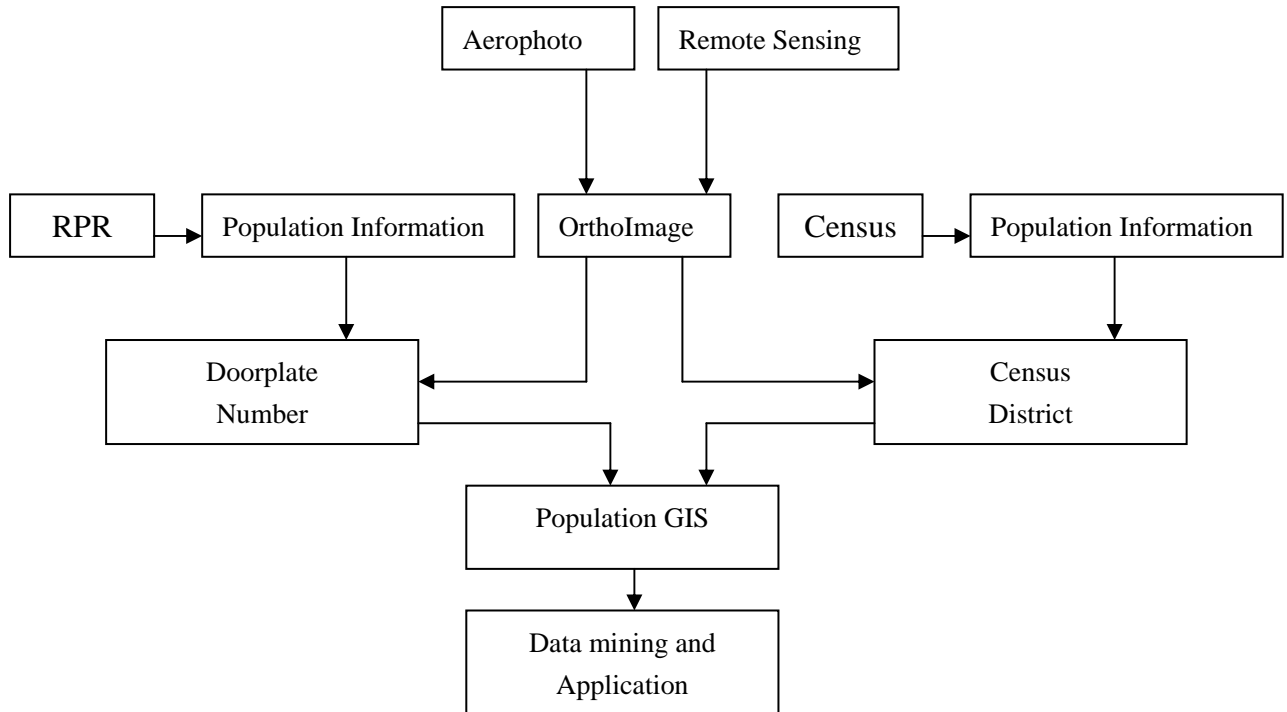 Aerophoto
Remote Sensing
RPR
Population Information
OrthoImage
Census
Population Information
Doorplate
Number
Census
District
Population GIS
Data mining and
Application